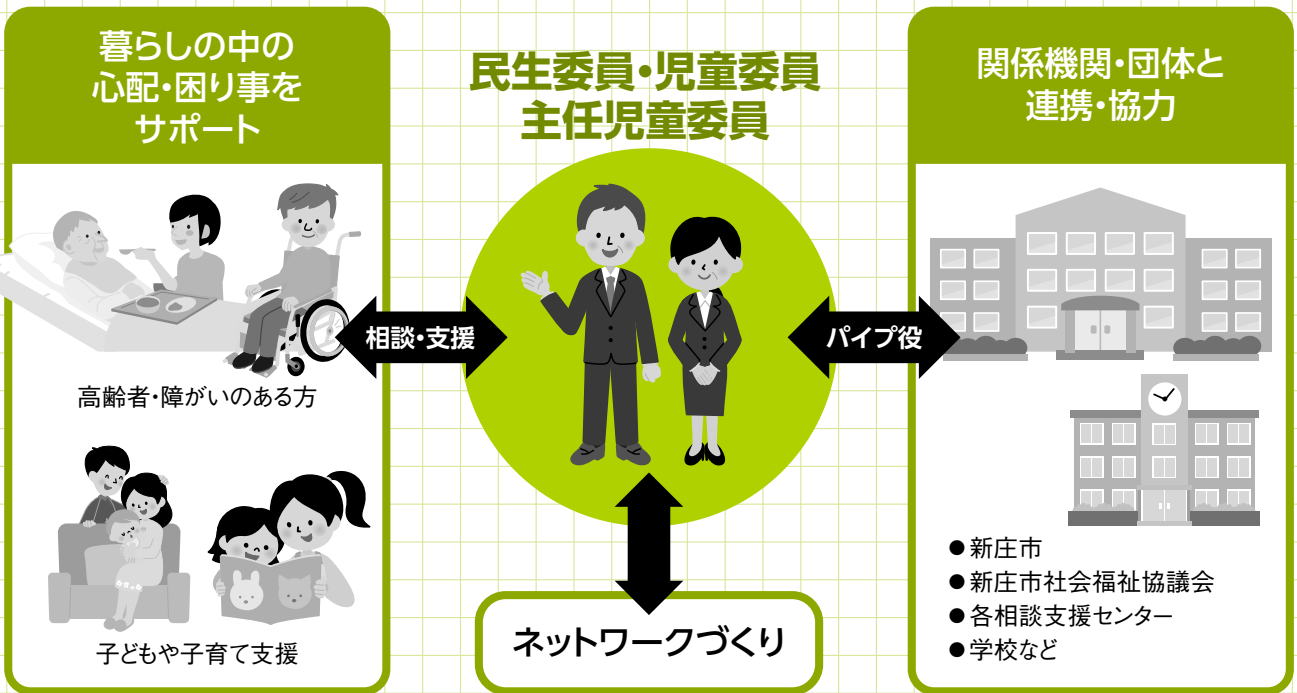 暮らしの中の
心配・困り事を
サポート
高齢者・障がいのある方
子どもや子育て支援
相談・支援
民生委員・児童委員
主任児童委員
ネットワークづくり
パイプ役
関係機関・団体と
連携・協力
●新庄市
●新庄市社会福祉協議会
●各相談支援センター
●学校など